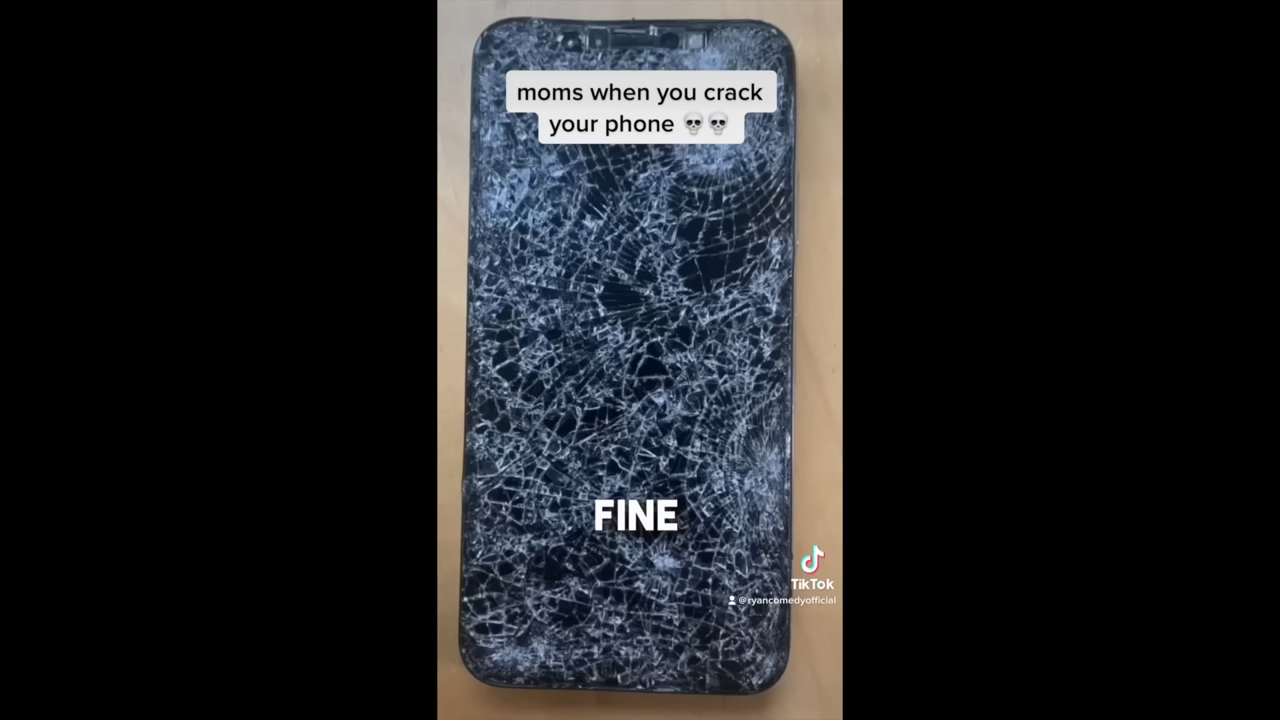 moms when you crack
your phone 💀💀
FINE
TikTok
@ryancomedyofficial